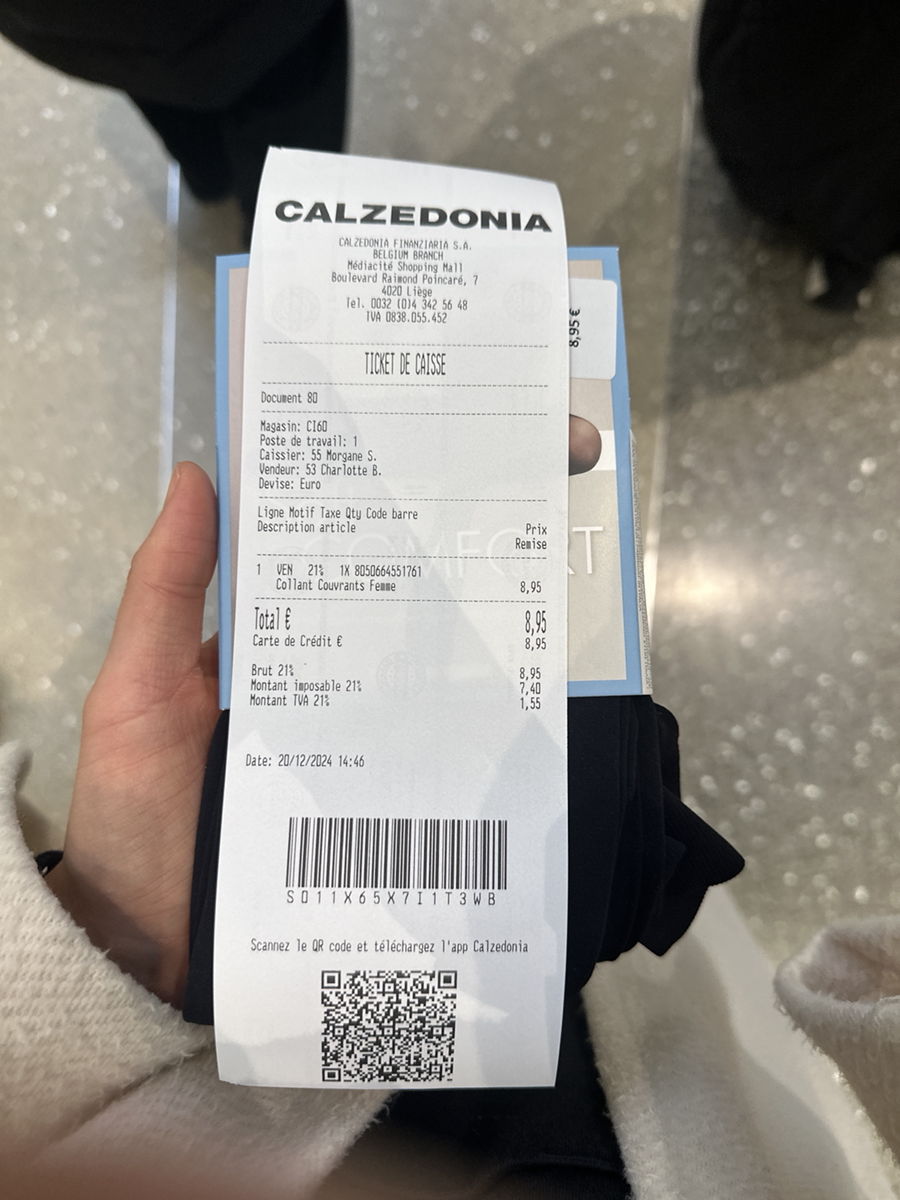 CALZEDONIA
CALZEDONIA FINANZIARIA S.A.
BELGIUM BRANCH
Médiacité Shopping Mall
Boulevard Raimond Poincaré, 7
4020 Liège
Tel. 0032 (0)4 342 56 48
TVA 0838.055.452
8,95 €
TICKET DE CAISSE
Document 80
Magasin: CI60
Poste de travail: 1
Caissier: 55 Morgane S.
Vendeur: 53 Charlotte B.
Devise: Euro
Ligne Motif Taxe Qty Code barre
Description article Prix
Remise
COMFORT
1 VEN 21% 1X 8050664551761
Collant Couvrants Femme 8,95
Total € 8,95
Carte de Crédit € 8,95
Brut 21% 8,95
Montant imposable 21% 7,40
Montant TVA 21% 1,55
Date: 20/12/2024 14:46
S011X65X7I1T3WB
Scannez le QR code et téléchargez l'app Calzedonia